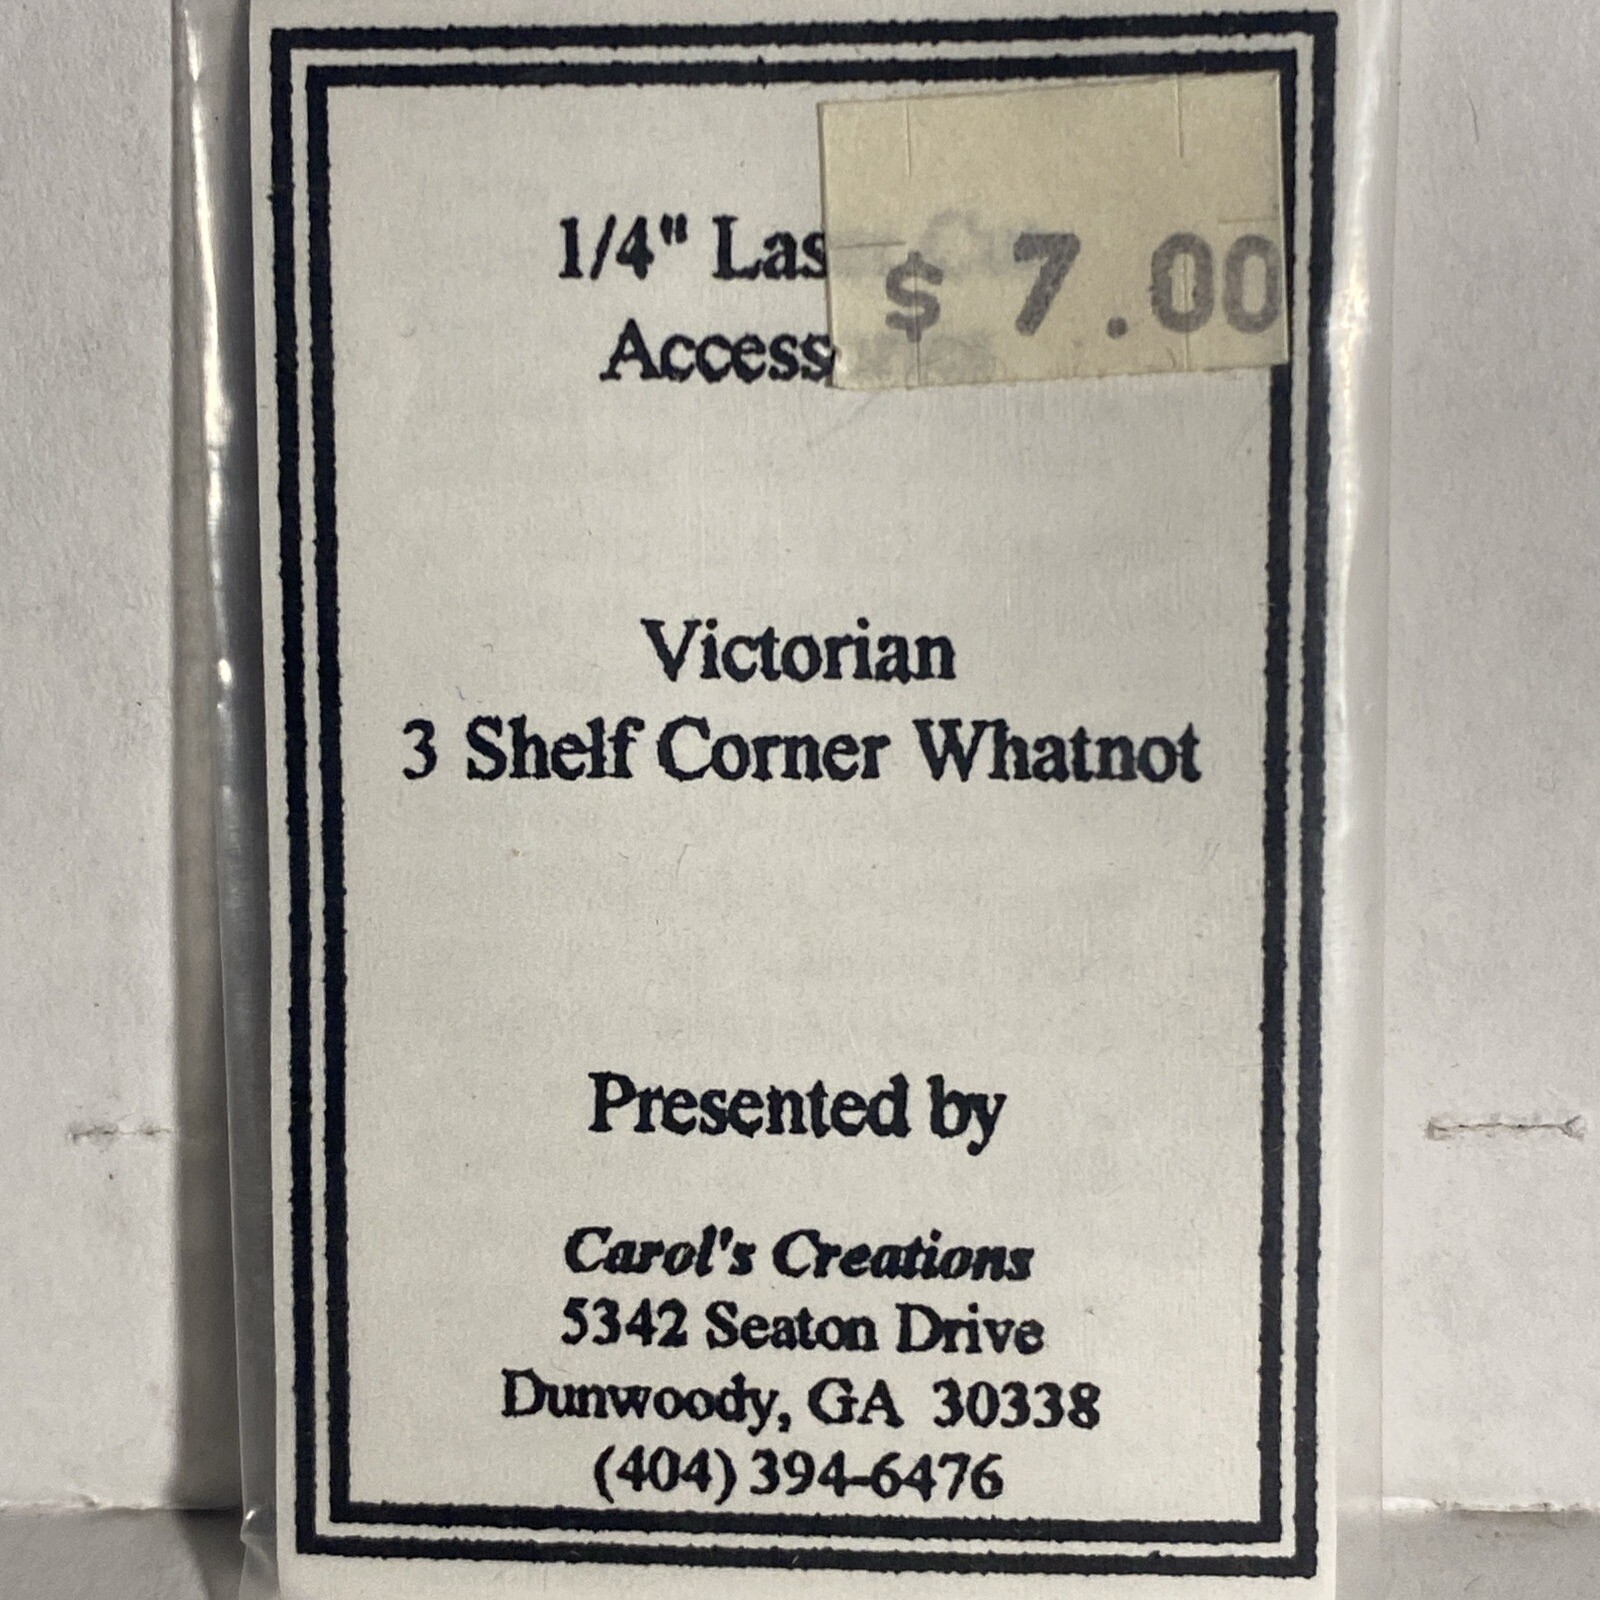 $ 7.00
1/4" Las
Access
Victorian
3 Shelf Corner Whatnot
Presented by
Carol's Creations
5342 Seaton Drive
Dunwoody, GA 30338
(404) 394-6476